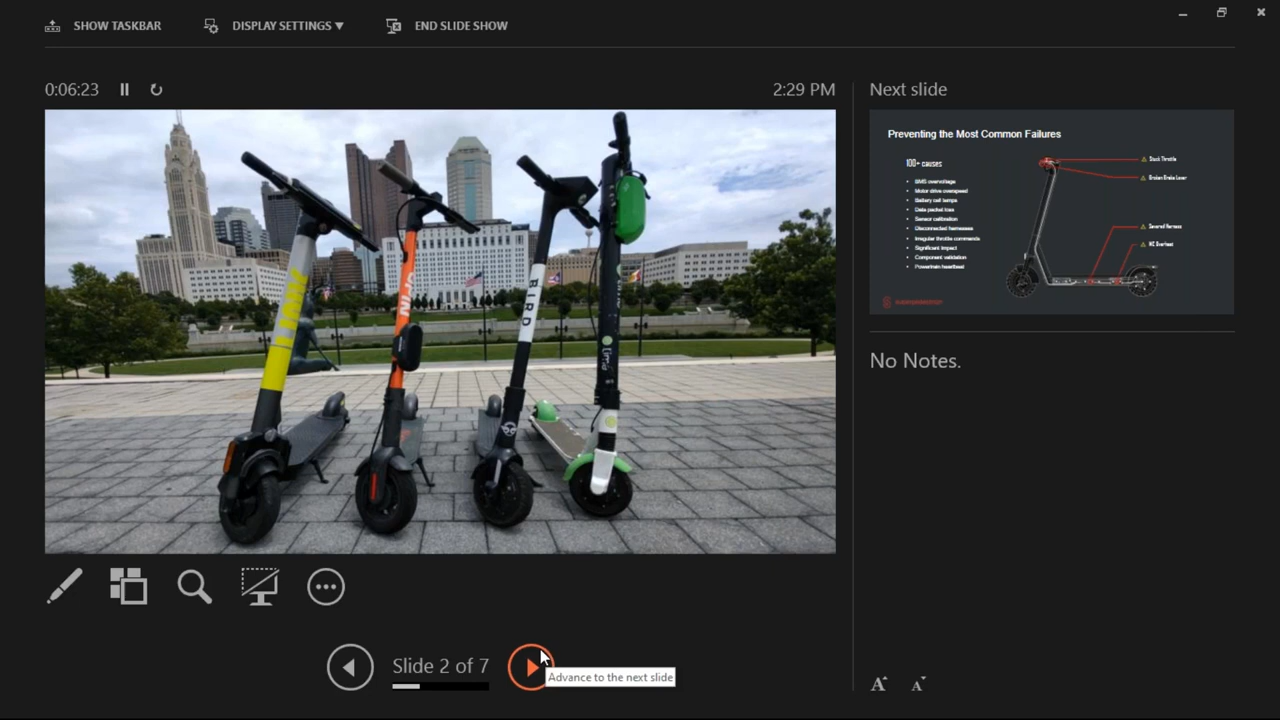 SHOW TASKBAR
DISPLAY SETTINGS ▼
END SLIDE SHOW
0:06:23
2:29 PM
Next slide
SPIN
BIRD
Lime
Preventing the Most Common Failures
100+ causes
• BMS overvoltage
• Motor drive overspeed
• Battery cell temps
• Data packet loss
• Sensor calibration
• Disconnected harnesses
• Irregular throttle commands
• Significant impact
• Component validation
• Powertrain heartbeat
Stuck Throttle
Broken Brake Lever
Severed Harness
MC Overheat
No Notes.
Slide 2 of 7
Advance to the next slide
A A